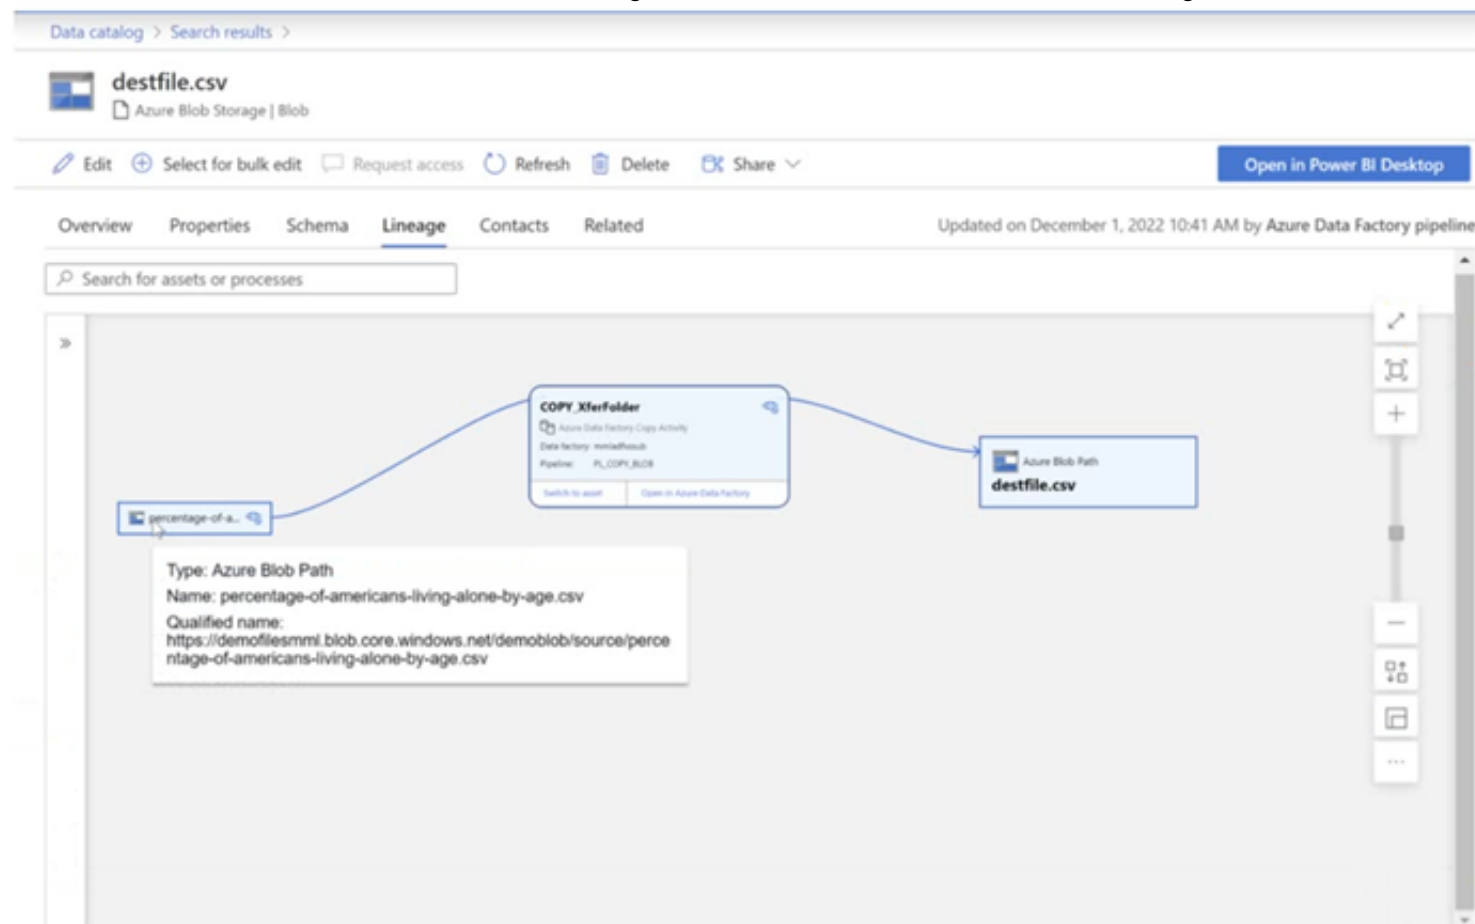 Data catalog > Search results >
destfile.csv
Azure Blob Storage | Blob
Edit Select for bulk edit Request access Refresh Delete Share Open in Power BI Desktop
Overview Properties Schema Lineage Contacts Related Updated on December 1, 2022 10:41 AM by Azure Data Factory pipeline
Search for assets or processes
COPY_XferFolder
Azure Data Factory Copy Activity
Data factory:
Pipeline: PL_COPY_BLOB
Switch to asset Open in Azure Data Factory
Azure Blob Path
destfile.csv
percentage-of-a...
Type: Azure Blob Path
Name: percentage-of-americans-living-alone-by-age.csv
Qualified name:
https://demofilesmml.blob.core.windows.net/demoblob/source/perce
ntage-of-americans-living-alone-by-age.csv